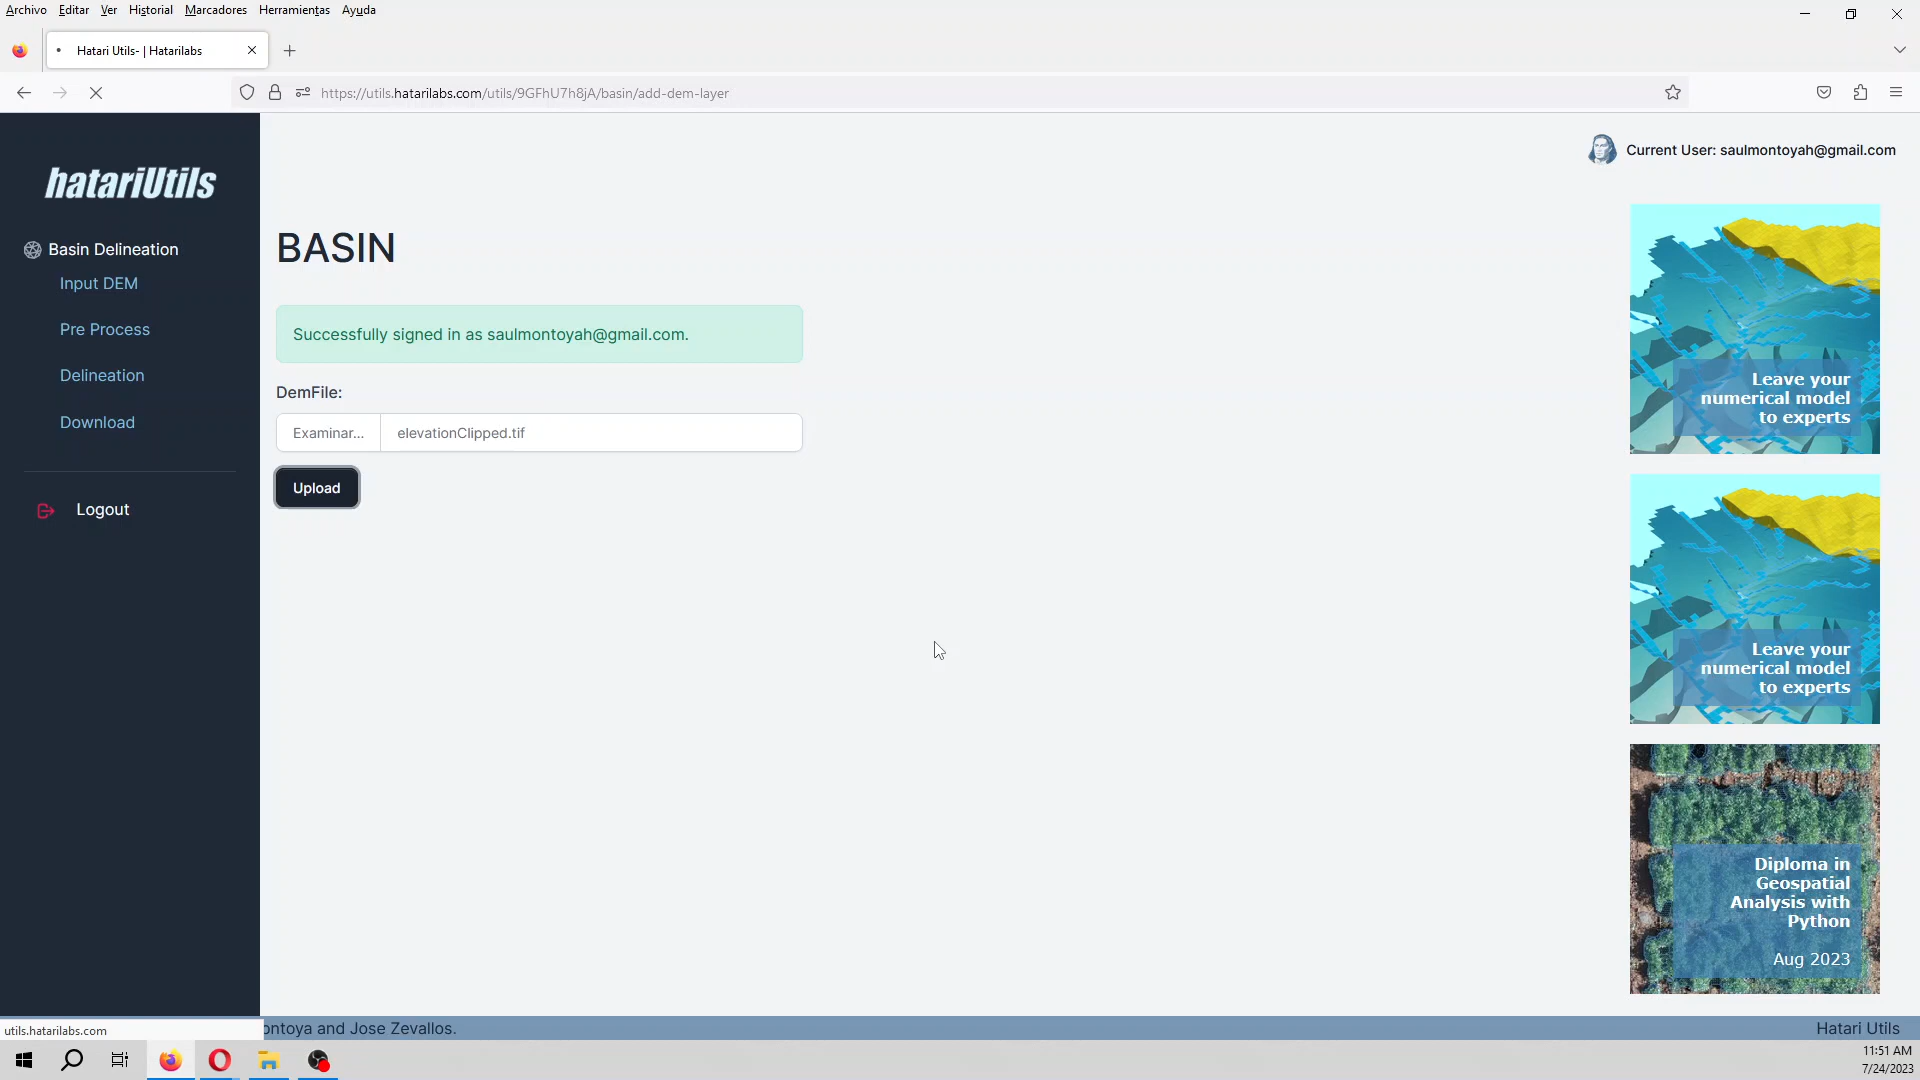 Archivo Editar Ver Historial Marcadores Herramientas Ayuda
Hatari Utils- | Hatarilabs
https://utils.hatarilabs.com/utils/9GFhU7h8jA/basin/add-dem-layer
hatariUtils
Current User: saulmontoyah@gmail.com
Basin Delineation
Input DEM
Pre Process
Delineation
Download
Logout
BASIN
Successfully signed in as saulmontoyah@gmail.com.
DemFile:
Examinar... elevationClipped.tif
Upload
Leave your
numerical model
to experts
Leave your
numerical model
to experts
Diploma in
Geospatial
Analysis with
Python
Aug 2023
utils.hatarilabs.com
ontoya and Jose Zevallos.
Hatari Utils
11:51 AM
7/24/2023